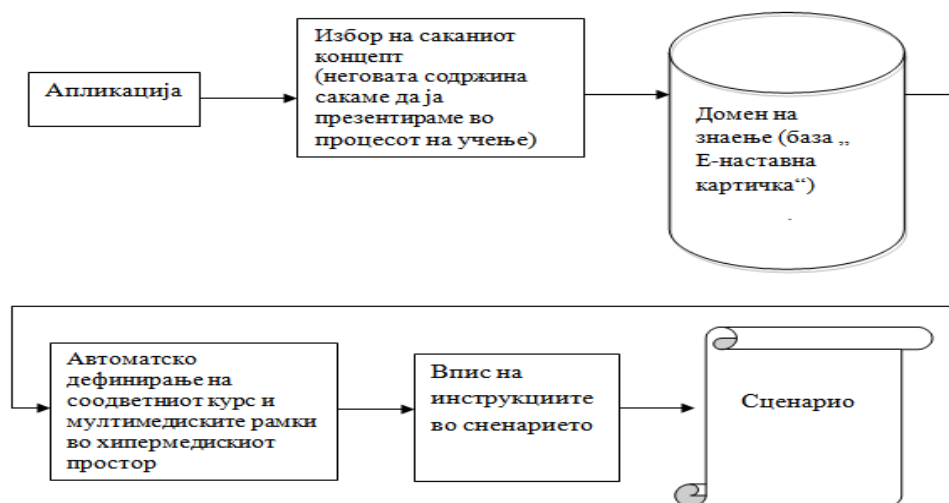 Апликација
Избор на саканиот
концепт
(неговата содржина
сакаме да ја
презентираме во
процесот на учење)
Домен на
знаење (база „
Е-наставна
картичка“)
.
Автоматско
дефинирање на
соодветниот курс и
мултимедиските рамки
во хипермедискиот
простор
Впис на
инструкциите
во сненарието
Сценарио